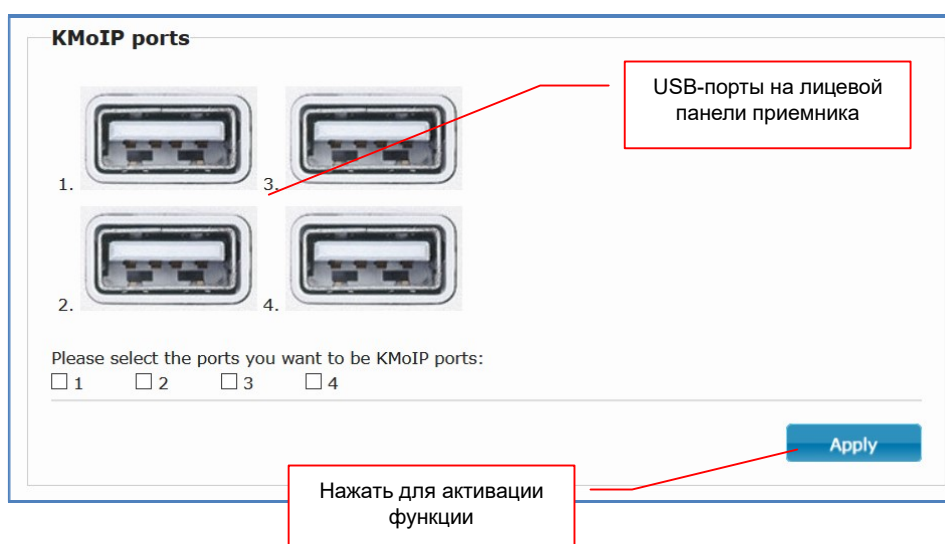 KMoIP ports
USB-порты на лицевой
панели приемника
1.
3.
2.
4.
Please select the ports you want to be KMoIP ports:
1 2 3 4
Apply
Нажать для активации
функции